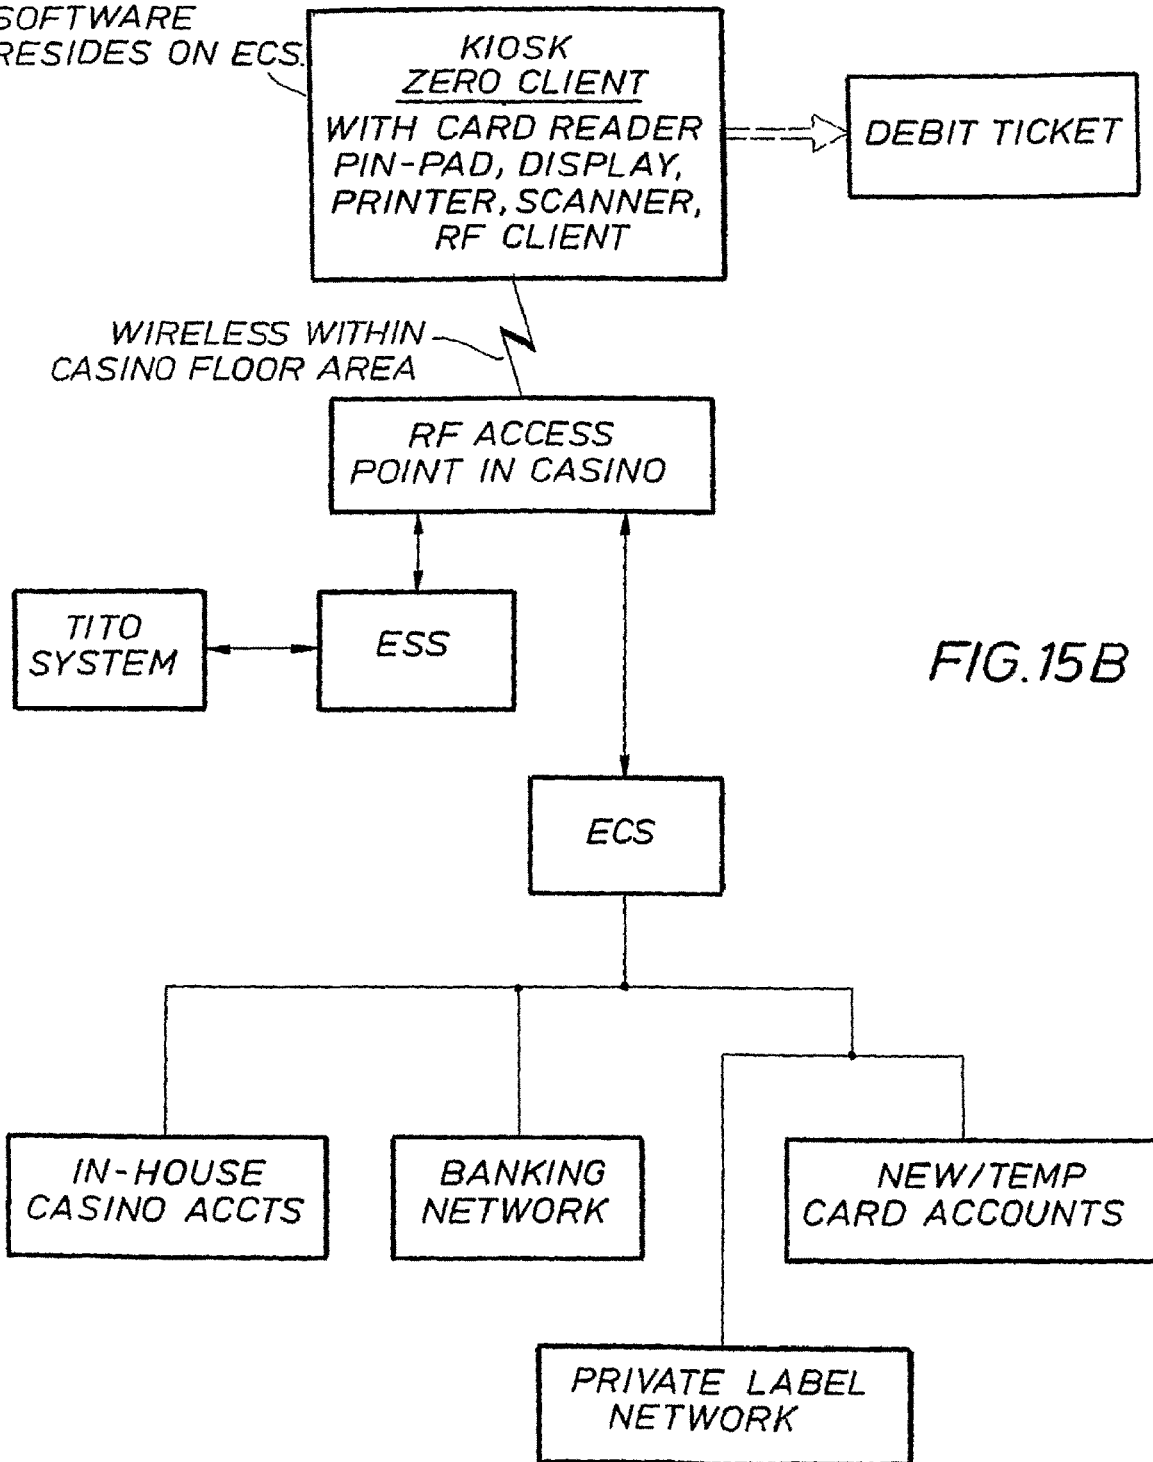 SOFTWARE
RESIDES ON ECS.
KIOSK
ZERO CLIENT
WITH CARD READER
PIN-PAD, DISPLAY,
PRINTER, SCANNER,
RF CLIENT
DEBIT TICKET
WIRELESS WITHIN
CASINO FLOOR AREA
RF ACCESS
POINT IN CASINO
TITO
SYSTEM
ESS
FIG.15B
ECS
IN-HOUSE
CASINO ACCTS
BANKING
NETWORK
NEW/TEMP
CARD ACCOUNTS
PRIVATE LABEL
NETWORK